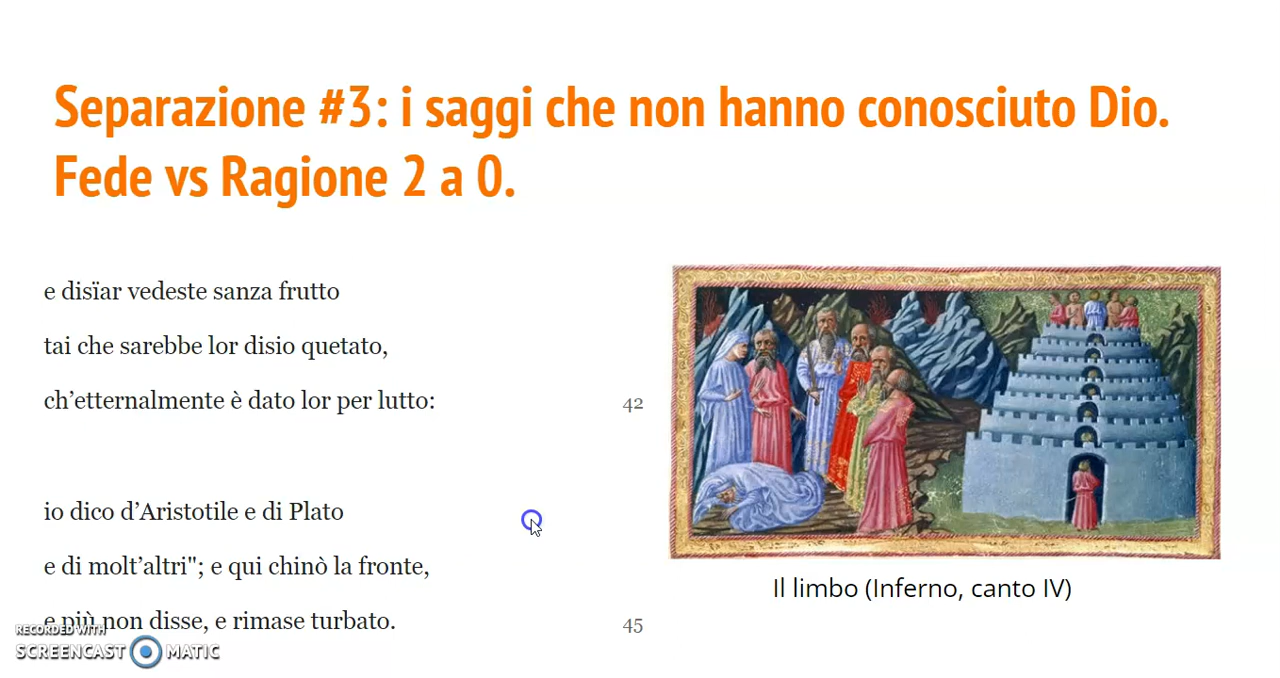 Separazione #3: i saggi che non hanno conosciuto Dio.
Fede vs Ragione 2 a 0.
e disïar vedeste sanza frutto
tai che sarebbe lor disio quetato,
ch’etternalmente è dato lor per lutto:
42
io dico d’Aristotile e di Plato
e di molt’altri"; e qui chinò la fronte,
e più non disse, e rimase turbato.
45
Il limbo (Inferno, canto IV)
RECORDED WITH
SCREENCAST MATIC